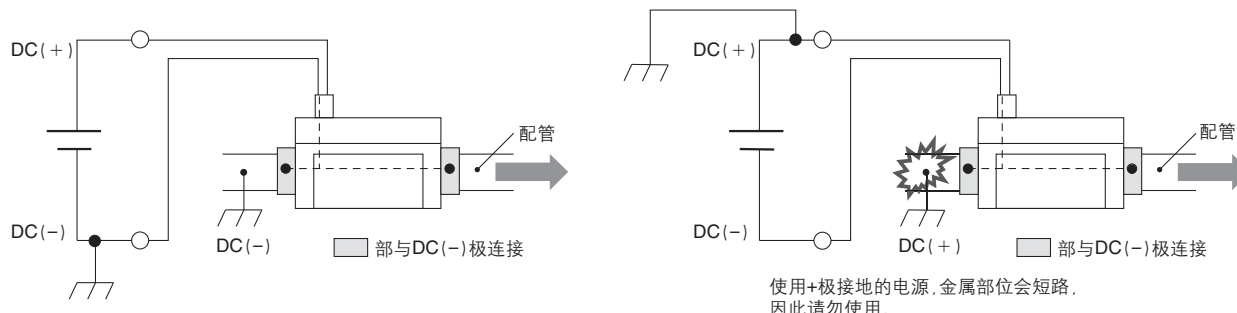 DC(+)
配管
DC(-)
DC(-)
部与DC(-)极连接
DC(+)
配管
DC(-)
DC(+)
部与DC(-)极连接
使用+极接地的电源,金属部位会短路,
因此请勿使用.